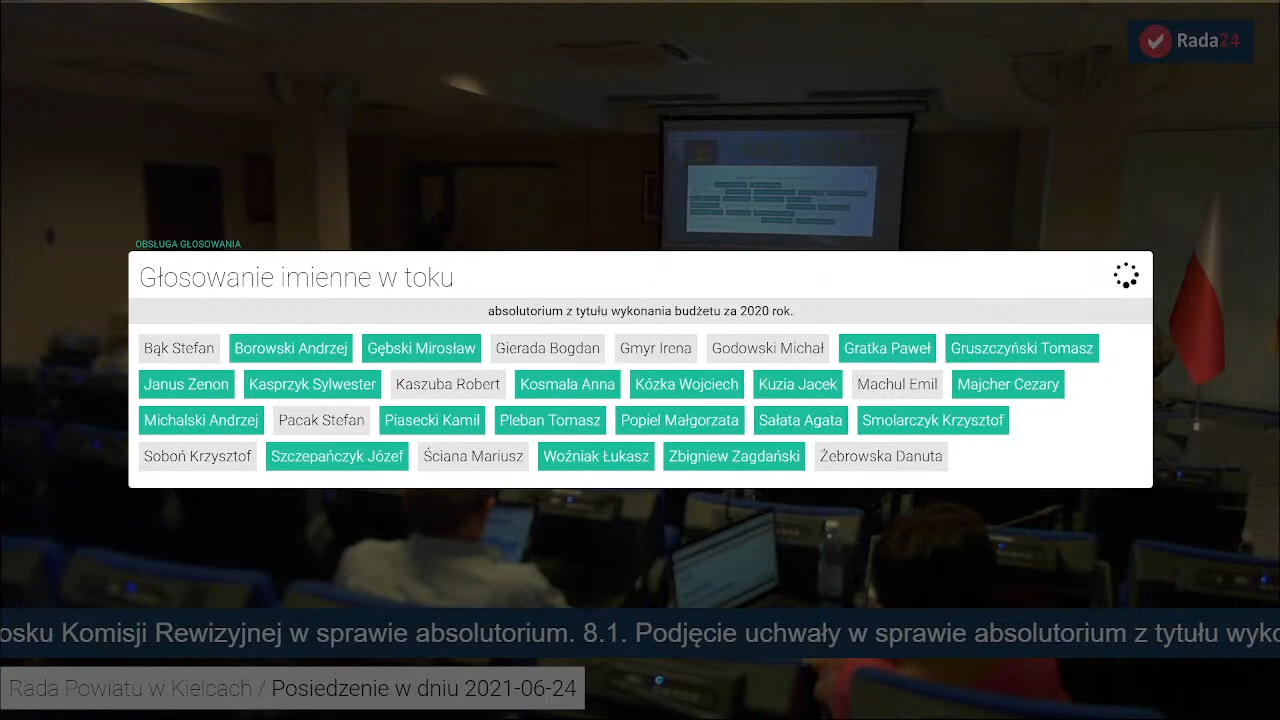 Rada24
OBSŁUGA GŁOSOWANIA
Głosowanie imienne w toku
absolutorium z tytułu wykonania budżetu za 2020 rok.
Bąk Stefan Borowski Andrzej Gębski Mirosław Gierada Bogdan Gmyr Irena Godowski Michał Gratka Paweł Gruszczyński Tomasz
Janus Zenon Kasprzyk Sylwester Kaszuba Robert Kosmala Anna Kózka Wojciech Kuzia Jacek Machul Emil Majcher Cezary
Michalski Andrzej Pacak Stefan Piasecki Kamil Pleban Tomasz Popiel Małgorzata Sałata Agata Smolarczyk Krzysztof
Soboń Krzysztof Szczepańczyk Józef Ściana Mariusz Woźniak Łukasz Zbigniew Zagdański Żebrowska Danuta
osku Komisji Rewizyjnej w sprawie absolutorium. 8.1. Podjęcie uchwały w sprawie absolutorium z tytułu wyko
Rada Powiatu w Kielcach / Posiedzenie w dniu 2021-06-24